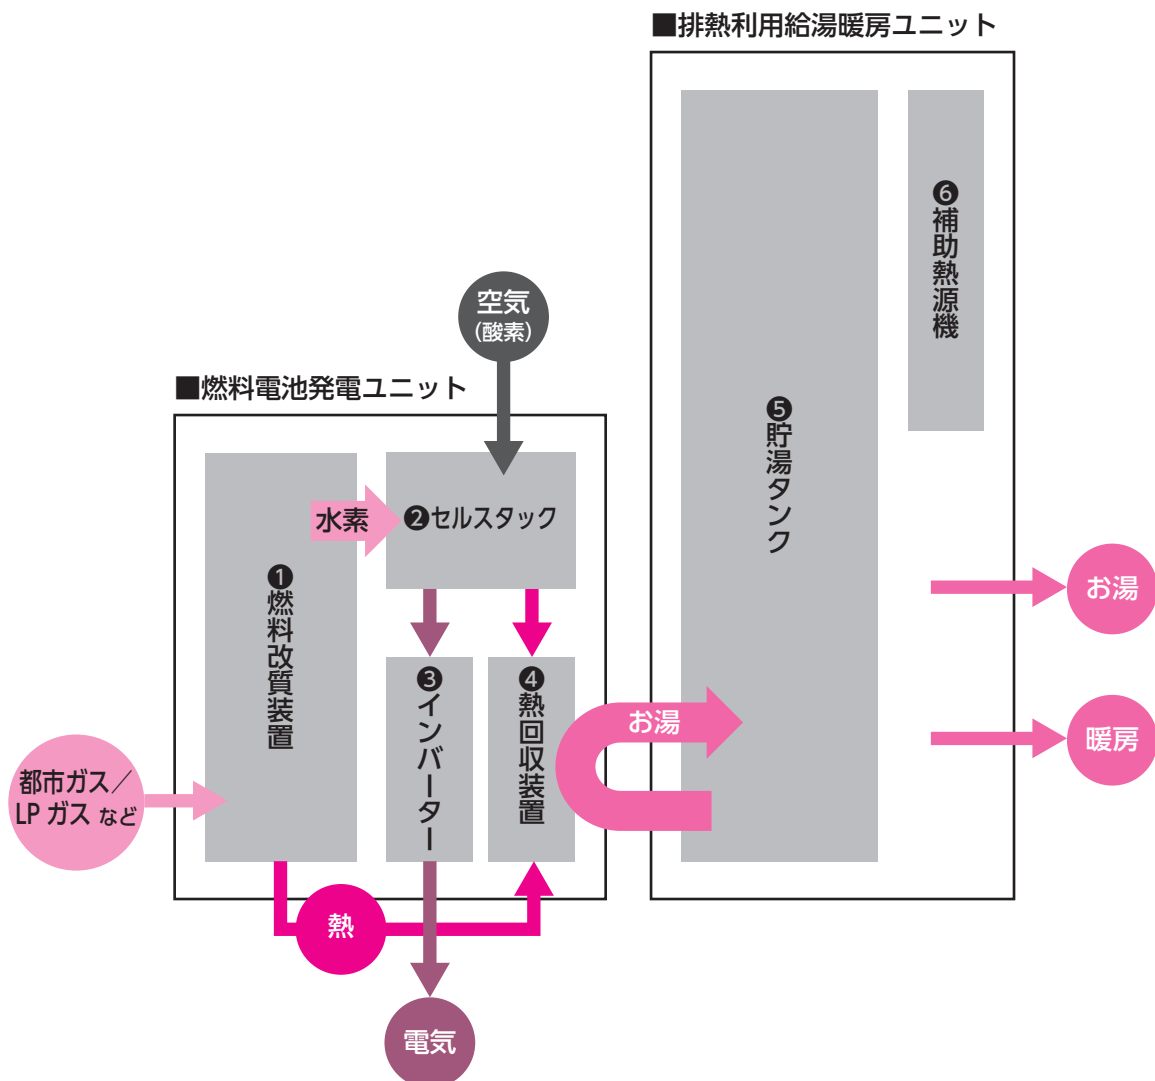 ■排熱利用給湯暖房ユニット
❻補助熱源機
空気
(酸素)
■燃料電池発電ユニット
❺貯湯タンク
水素
❷セルスタック
❶燃料改質装置
お湯
❸インバーター
❹熱回収装置
お湯
暖房
都市ガス／
LP ガス など
熱
電気